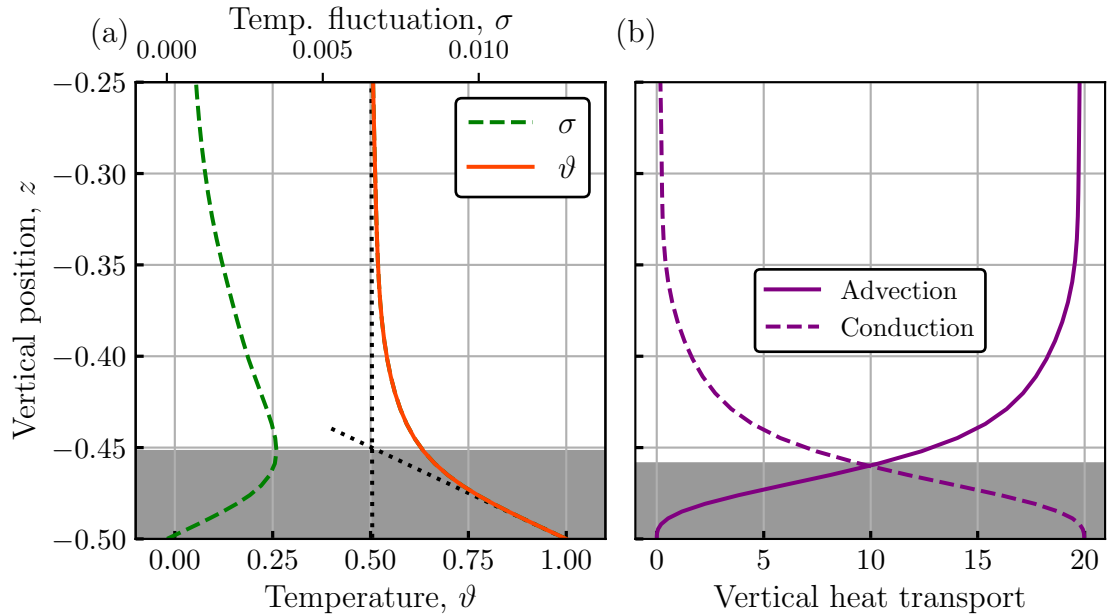 (a)
Temp. fluctuation, σ
0.000 0.005 0.010
(b)
−0.25
−0.30
−0.35
−0.40
−0.45
−0.50
Vertical position, z
σ
ϑ
0.00 0.25 0.50 0.75 1.00
Temperature, ϑ
Advection
Conduction
0 5 10 15 20
Vertical heat transport